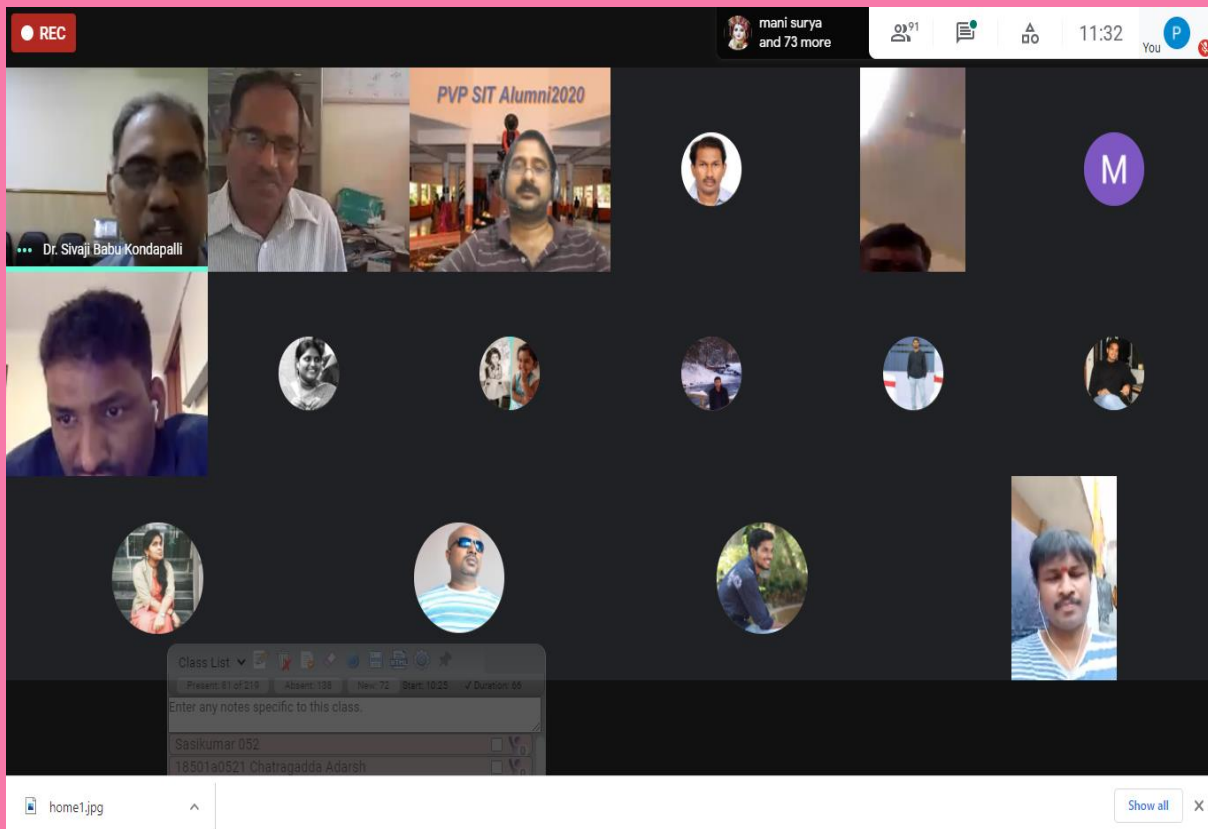 REC
mani surya
and 73 more
91
11:32
You
P
PVP SIT Alumni2020
M
Dr. Sivaji Babu Kondapalli
Class List
Present: 81 of 219 Absent: 138 New: 72 Start: 10:25 √ Duration: 66
Enter any notes specific to this class.
Sasikumar 052
18501a0521 Chatragadda Adarsh
home1.jpg
Show all